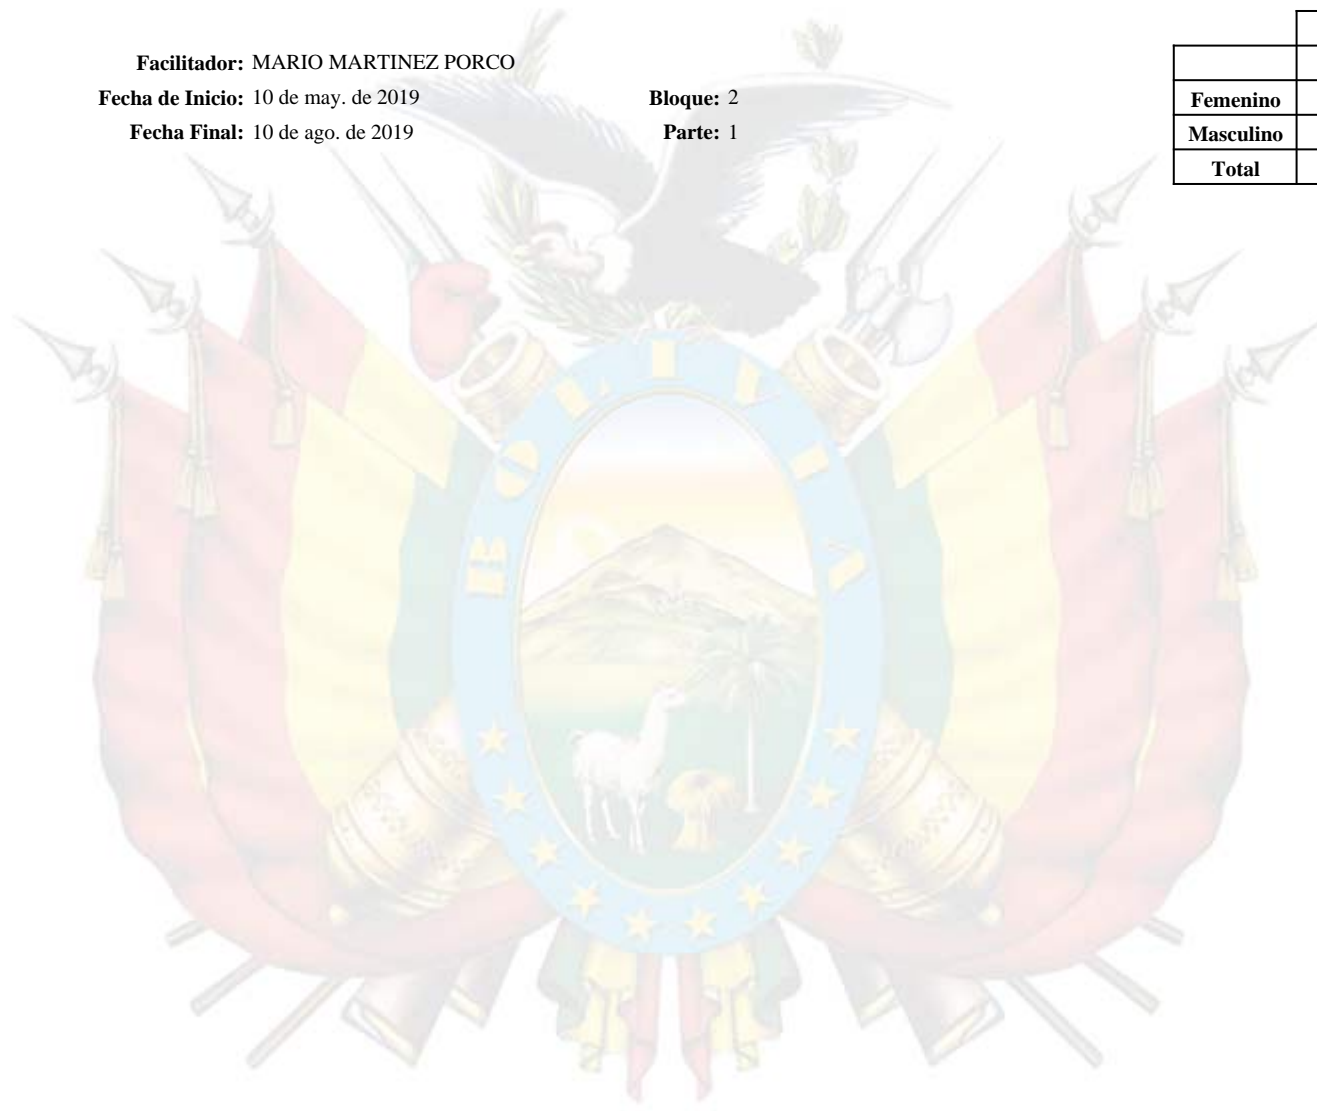 Facilitador: MARIO MARTINEZ PORCO
Fecha de Inicio: 10 de may. de 2019 Bloque: 2
Fecha Final: 10 de ago. de 2019 Parte: 1
Femenino
Masculino
Total
BOLIVIA